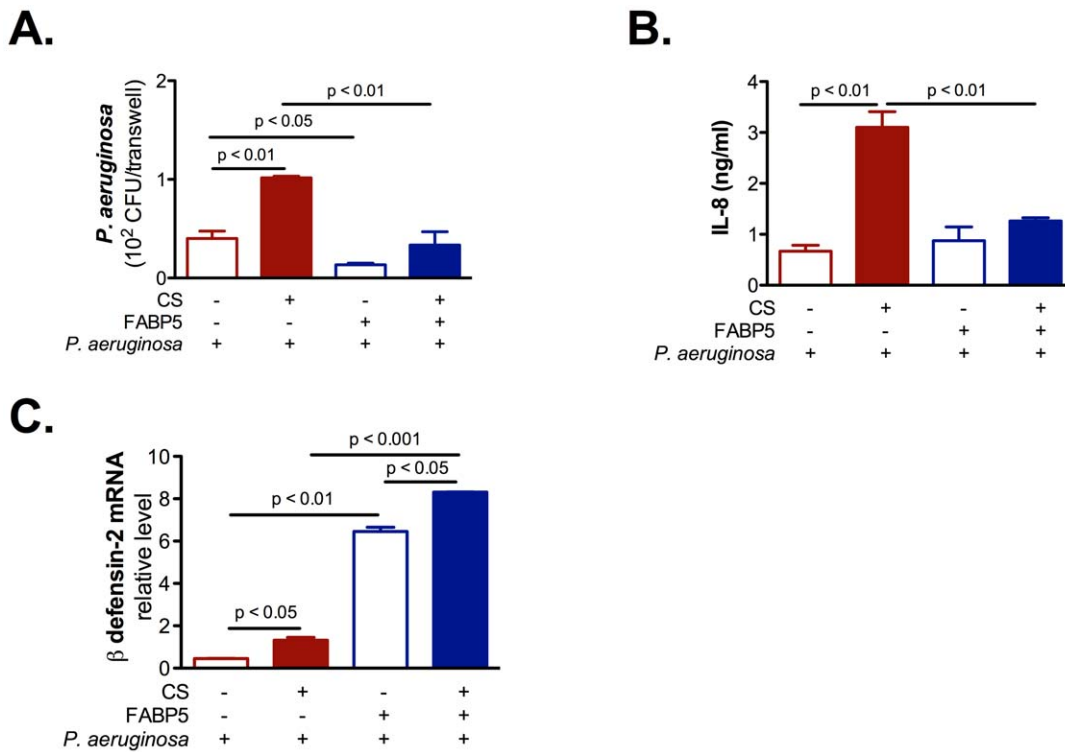 A.
P. aeruginosa
(10² CFU/transwell)
2
1
0
p < 0.01
p < 0.05
p < 0.01
CS - + - +
FABP5 - - + +
P. aeruginosa + + + +
B.
IL-8 (ng/ml)
4
3
2
1
0
p < 0.01 p < 0.01
CS - + - +
FABP5 - - + +
P. aeruginosa + + + +
C.
β defensin-2 mRNA
relative level
10
8
6
4
2
0
p < 0.001
p < 0.05
p < 0.01
p < 0.05
CS - + - +
FABP5 - - + +
P. aeruginosa + + + +